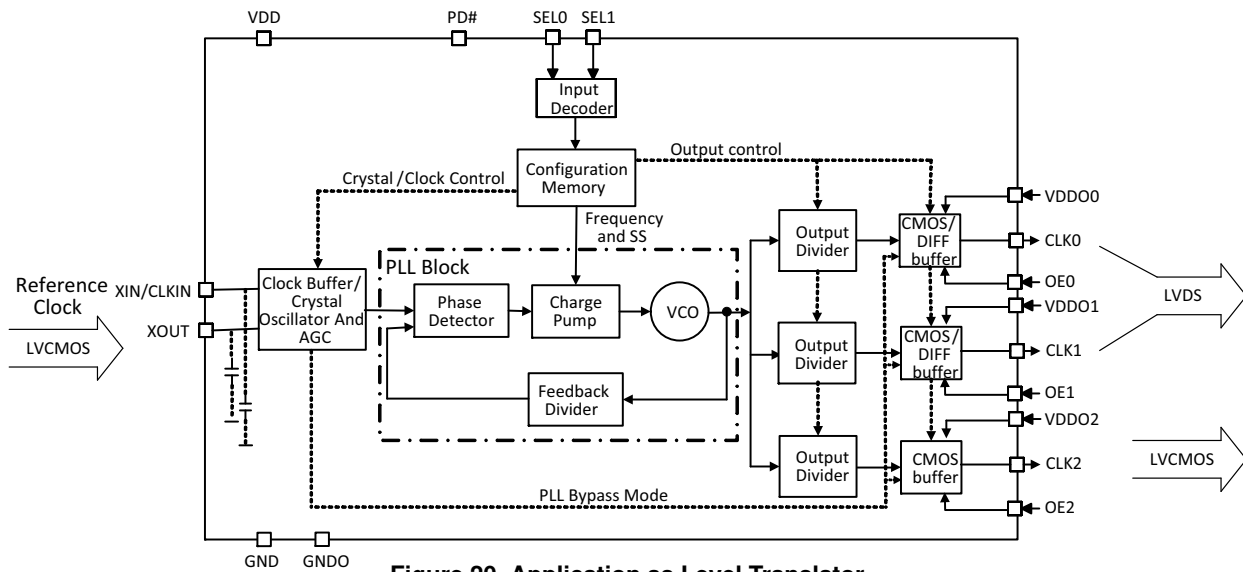 VDD
PD#
SEL0
SEL1
Input
Decoder
Output control
Configuration
Memory
Crystal /Clock Control
Frequency
and SS
VDDO0
Output
Divider
CMOS/
DIFF
buffer
CLK0
PLL Block
OE0
Reference
Clock
LVCMOS
XIN/CLKIN
XOUT
Clock Buffer/
Crystal
Oscillator And
AGC
Phase
Detector
Charge
Pump
VCO
VDDO1
LVDS
Output
Divider
CMOS/
DIFF
buffer
CLK1
Feedback
Divider
OE1
VDDO2
Output
Divider
CMOS
buffer
CLK2
LVCMOS
PLL Bypass Mode
OE2
GND
GNDO